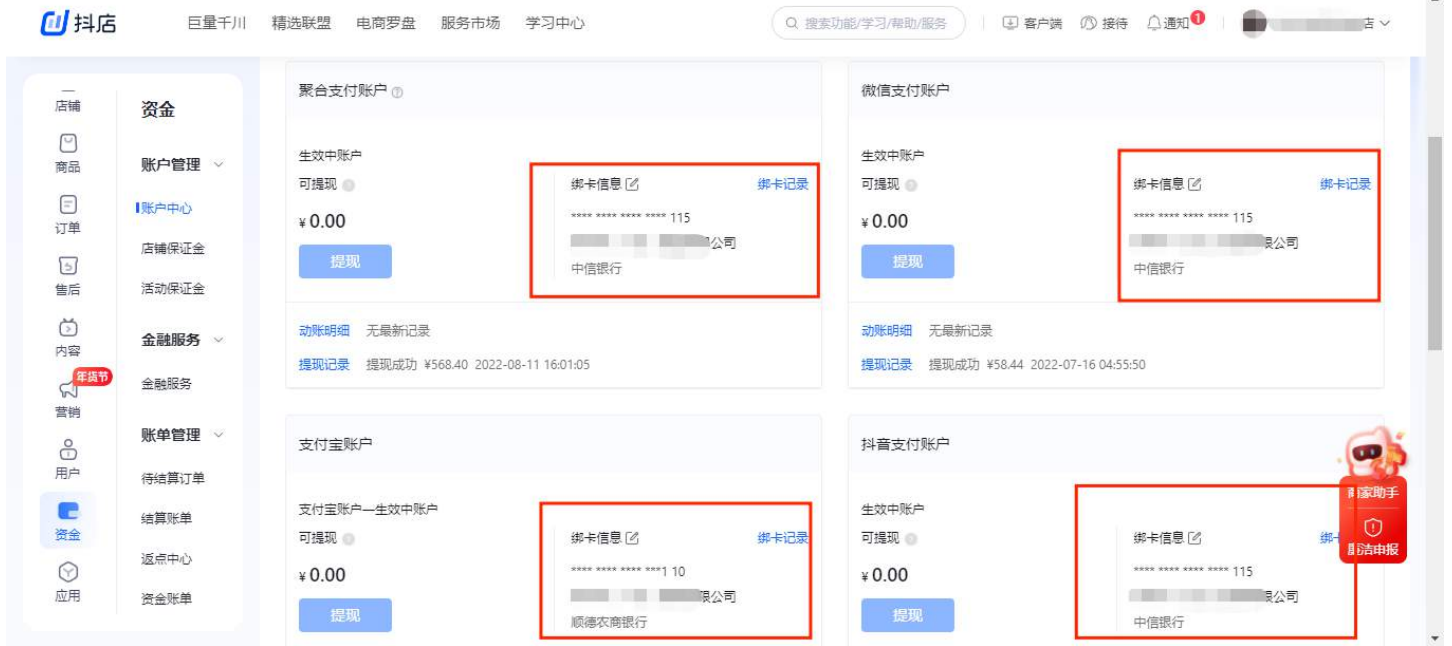 抖店 巨量千川 精选联盟 电商罗盘 服务市场 学习中心 搜索功能/学习/帮助/服务 客户端 接待 通知 1 店
店铺
商品
订单
售后
内容
年货节
营销
用户
资金
应用
资金
账户管理
账户中心
店铺保证金
活动保证金
金融服务
金融服务
账单管理
待结算订单
结算账单
返点中心
资金账单
聚合支付账户
生效中账户
可提现
¥0.00
提现
绑卡信息 绑卡记录
**** **** **** **** 115
公司
中信银行
动账明细 无最新记录
提现记录 提现成功 ¥568.40 2022-08-11 16:01:05
微信支付账户
生效中账户
可提现
¥0.00
提现
绑卡信息 绑卡记录
**** **** **** **** 115
限公司
中信银行
动账明细 无最新记录
提现记录 提现成功 ¥58.44 2022-07-16 04:55:50
支付宝账户
支付宝账户—生效中账户
可提现
¥0.00
提现
绑卡信息 绑卡记录
**** **** **** ***1 10
限公司
顺德农商银行
抖音支付账户
生效中账户
可提现
¥0.00
提现
绑卡信息 绑
**** **** **** **** 115
限公司
中信银行
商家助手
廉洁申报